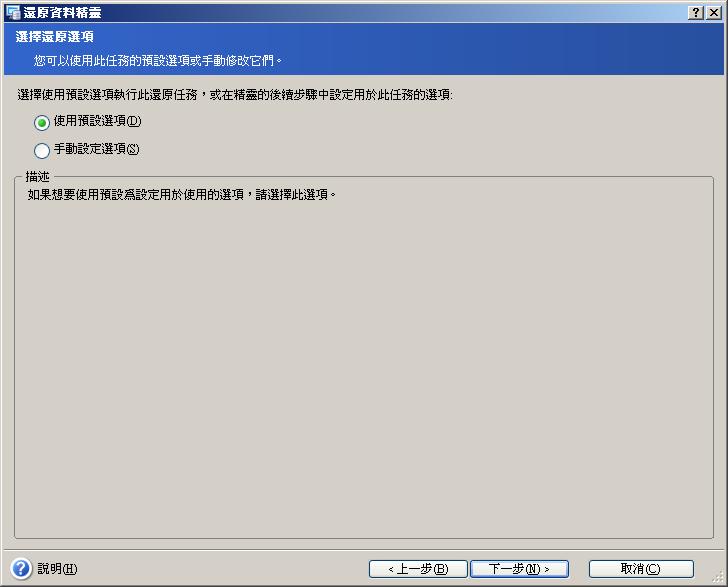 還原資料精靈
選擇還原選項
您可以使用此任務的預設選項或手動修改它們。
選擇使用預設選項執行此還原任務，或在精靈的後續步驟中設定用於此任務的選項:
使用預設選項(D)
手動設定選項(S)
描述
如果想要使用預設為設定用於使用的選項，請選擇此選項。
說明(H)
< 上一步(B)
下一步(N) >
取消(C)